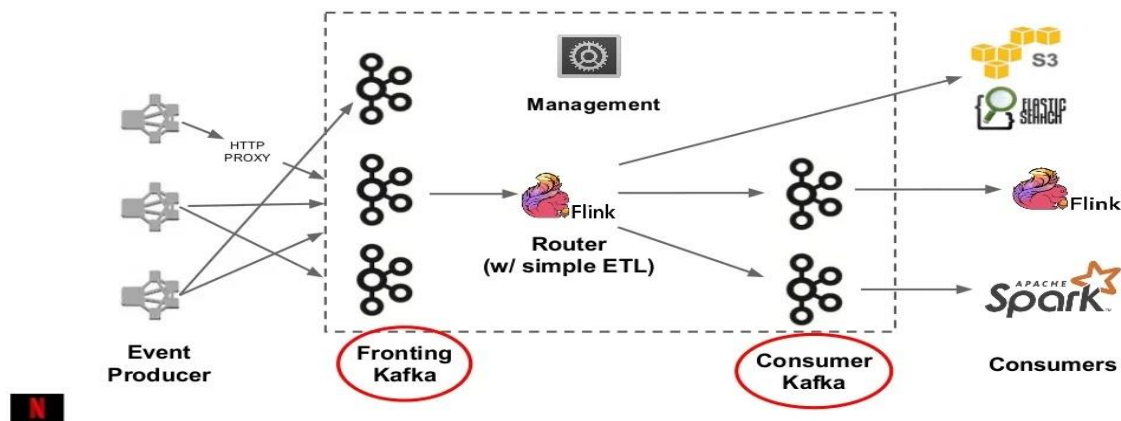 Management
S3
ELASTIC
SEARCH
HTTP
PROXY
Flink
Flink
Router
(w/ simple ETL)
APACHE
Spark
Event
Producer
Fronting
Kafka
Consumer
Kafka
Consumers
N